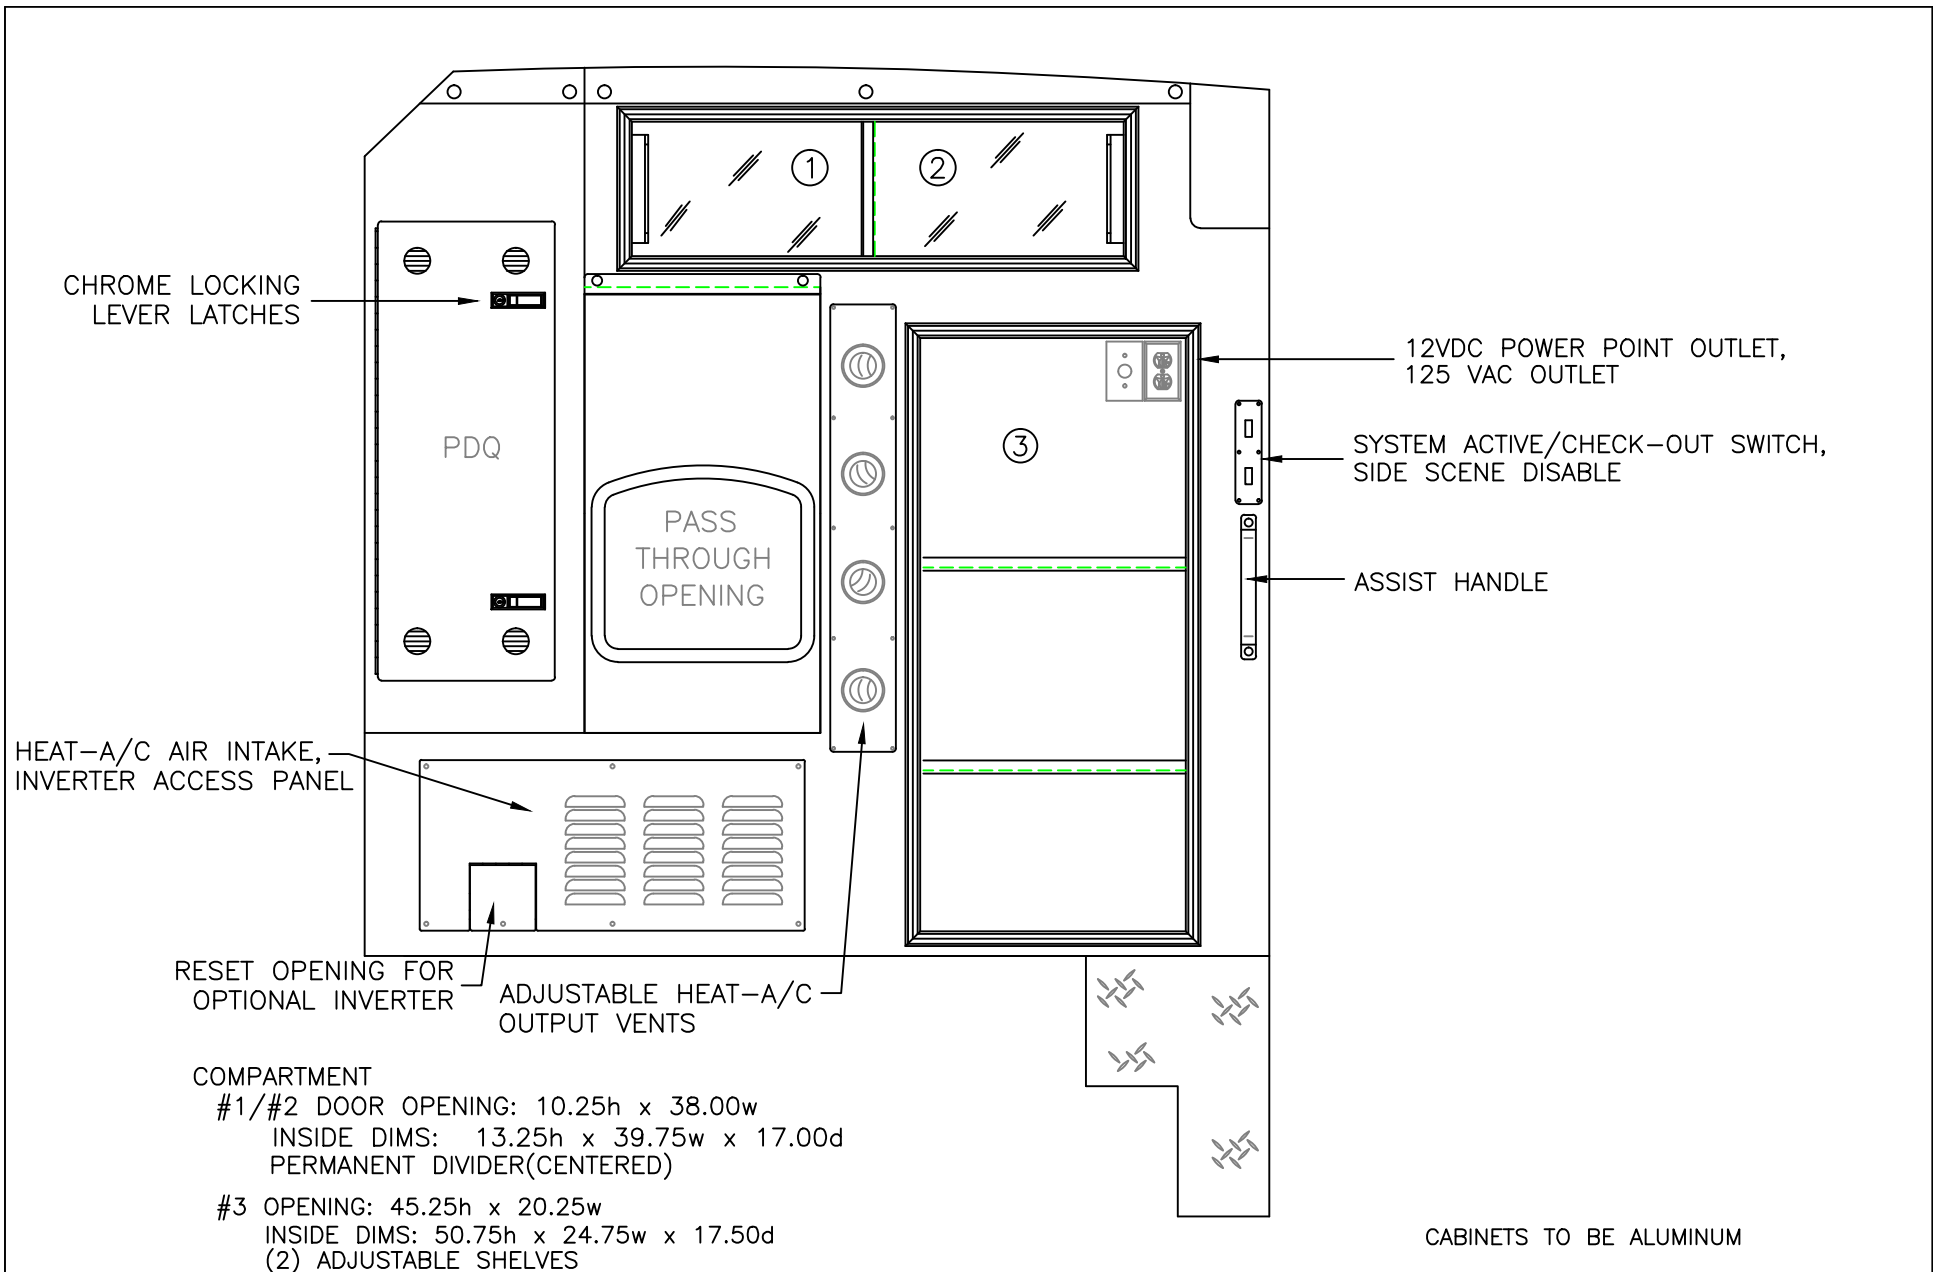 ①
②
CHROME LOCKING
LEVER LATCHES
12VDC POWER POINT OUTLET,
125 VAC OUTLET
PDQ
③
SYSTEM ACTIVE/CHECK-OUT SWITCH,
SIDE SCENE DISABLE
PASS
THROUGH
OPENING
ASSIST HANDLE
HEAT-A/C AIR INTAKE,
INVERTER ACCESS PANEL
RESET OPENING FOR
OPTIONAL INVERTER
ADJUSTABLE HEAT-A/C
OUTPUT VENTS
COMPARTMENT
#1/#2 DOOR OPENING: 10.25h x 38.00w
INSIDE DIMS: 13.25h x 39.75w x 17.00d
PERMANENT DIVIDER(CENTERED)
#3 OPENING: 45.25h x 20.25w
INSIDE DIMS: 50.75h x 24.75w x 17.50d
(2) ADJUSTABLE SHELVES
CABINETS TO BE ALUMINUM